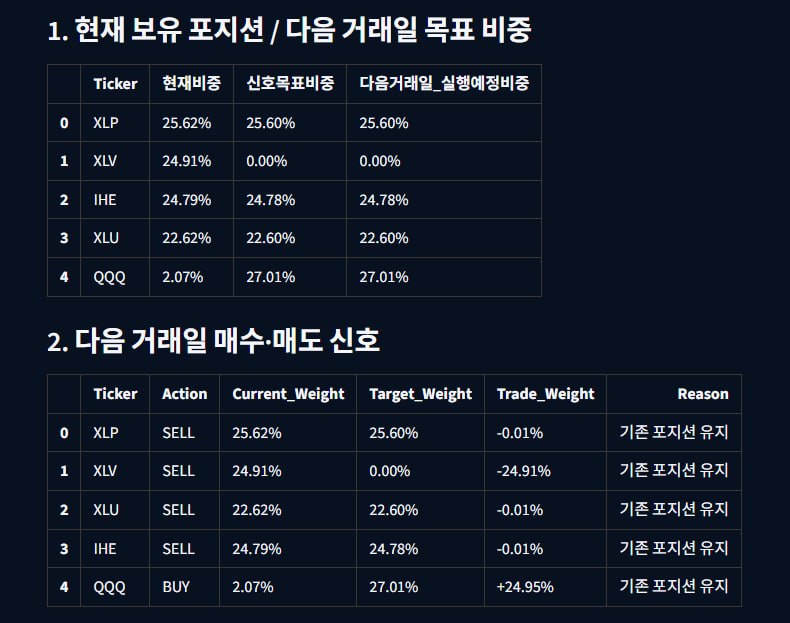 1. 현재 보유 포지션 / 다음 거래일 목표 비중
Ticker 현재비중 신호목표비중 다음거래일_실행예정비중
0 XLP 25.62% 25.60% 25.60%
1 XLV 24.91% 0.00% 0.00%
2 IHE 24.79% 24.78% 24.78%
3 XLU 22.62% 22.60% 22.60%
4 QQQ 2.07% 27.01% 27.01%
2. 다음 거래일 매수·매도 신호
Ticker Action Current_Weight Target_Weight Trade_Weight Reason
0 XLP SELL 25.62% 25.60% -0.01% 기존 포지션 유지
1 XLV SELL 24.91% 0.00% -24.91% 기존 포지션 유지
2 XLU SELL 22.62% 22.60% -0.01% 기존 포지션 유지
3 IHE SELL 24.79% 24.78% -0.01% 기존 포지션 유지
4 QQQ BUY 2.07% 27.01% +24.95% 기존 포지션 유지